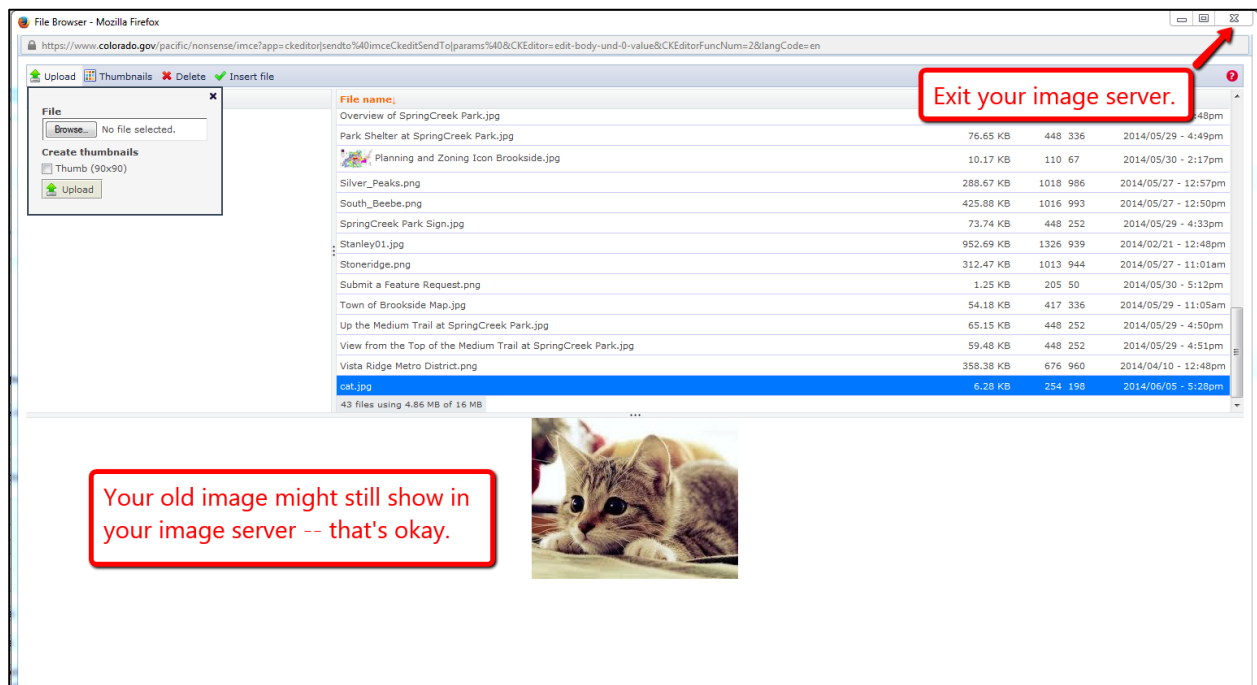 File Browser - Mozilla Firefox
https://www.colorado.gov/pacific/nonsense/imce?app=ckeditor|sendto%40imceCkeditSendTo|params%40&CKEditor=edit-body-und-0-value&CKEditorFuncNum=2&langCode=en
Upload Thumbnails Delete Insert file
Exit your image server.
File
Browse... No file selected.
Create thumbnails
Thumb (90x90)
Upload
File name
Overview of SpringCreek Park.jpg :48pm
Park Shelter at SpringCreek Park.jpg 76.65 KB 448 336 2014/05/29 - 4:49pm
Planning and Zoning Icon Brookside.jpg 10.17 KB 110 67 2014/05/30 - 2:17pm
Silver_Peaks.png 288.67 KB 1018 986 2014/05/27 - 12:57pm
South_Beebe.png 425.88 KB 1016 993 2014/05/27 - 12:50pm
SpringCreek Park Sign.jpg 73.74 KB 448 252 2014/05/29 - 4:33pm
Stanley01.jpg 952.69 KB 1326 939 2014/02/21 - 12:48pm
Stoneridge.png 312.47 KB 1013 944 2014/05/27 - 11:01am
Submit a Feature Request.png 1.25 KB 205 50 2014/05/30 - 5:12pm
Town of Brookside Map.jpg 54.18 KB 417 336 2014/05/29 - 11:05am
Up the Medium Trail at SpringCreek Park.jpg 65.15 KB 448 252 2014/05/29 - 4:50pm
View from the Top of the Medium Trail at SpringCreek Park.jpg 59.48 KB 448 252 2014/05/29 - 4:51pm
Vista Ridge Metro District.png 358.38 KB 676 960 2014/04/10 - 12:48pm
cat.jpg 6.28 KB 254 198 2014/06/05 - 5:28pm
43 files using 4.86 MB of 16 MB
Your old image might still show in
your image server -- that's okay.